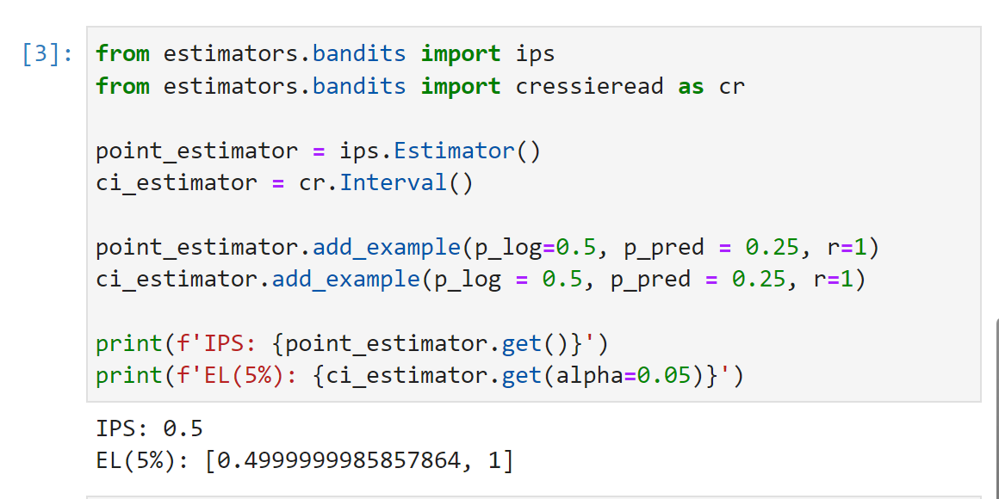 [3]:
from estimators.bandits import ips
from estimators.bandits import cressieread as cr
point_estimator = ips.Estimator()
ci_estimator = cr.Interval()
point_estimator.add_example(p_log=0.5, p_pred = 0.25, r=1)
ci_estimator.add_example(p_log = 0.5, p_pred = 0.25, r=1)
print(f'IPS: {point_estimator.get()}')
print(f'EL(5%): {ci_estimator.get(alpha=0.05)}')
IPS: 0.5
EL(5%): [0.4999999985857864, 1]